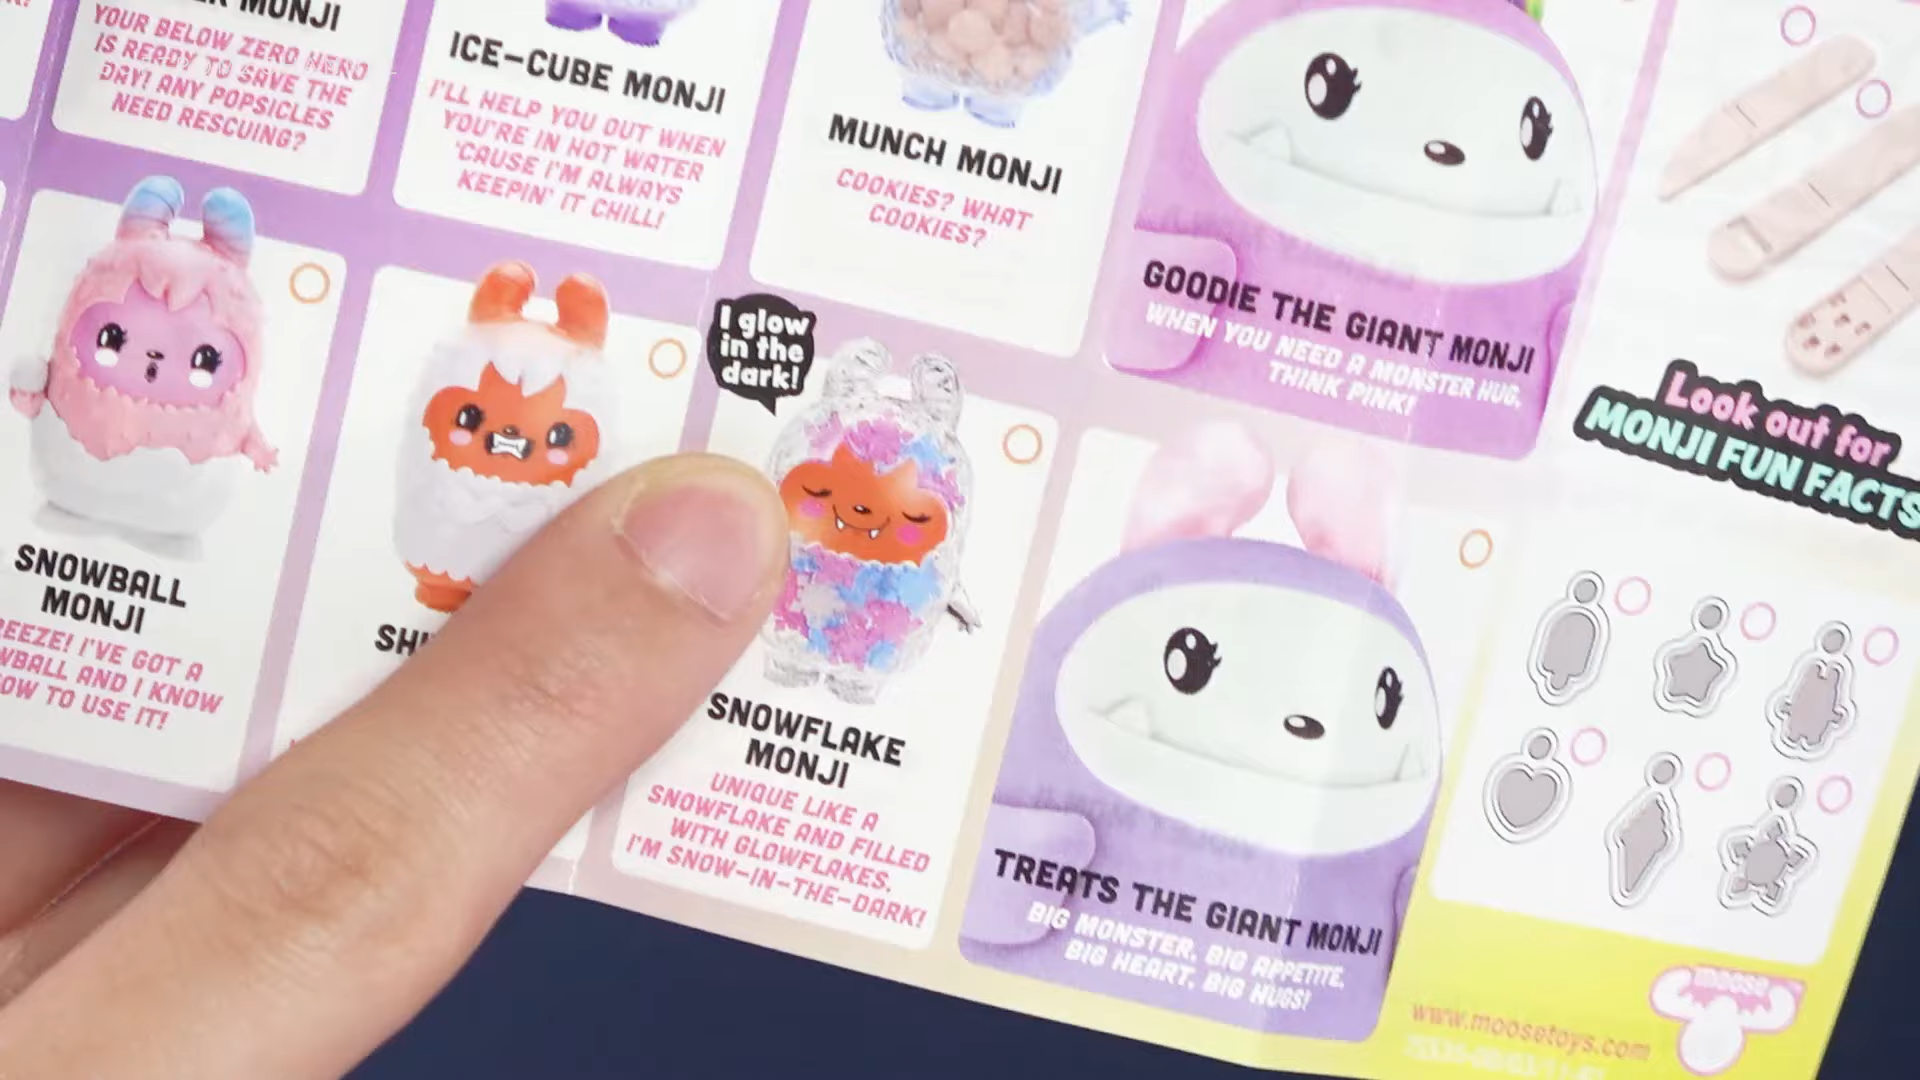 MONJI
YOUR BELOW ZERO HERO
IS READY TO SAVE THE
DAY! ANY POPSICLES
NEED RESCUING?
ICE-CUBE MONJI
I'LL HELP YOU OUT WHEN
YOU'RE IN HOT WATER
'CAUSE I'M ALWAYS
KEEPIN' IT CHILL!
MUNCH MONJI
COOKIES? WHAT
COOKIES?
GOODIE THE GIANT MONJI
WHEN YOU NEED A MONSTER HUG,
THINK PINK!
Look out for
MONJI FUN FACTS
SNOWBALL
MONJI
I'VE GOT A
AND I KNOW
TO USE IT!
I glow
in the
dark!
SNOWFLAKE
MONJI
UNIQUE LIKE A
SNOWFLAKE AND FILLED
WITH GLOWFLAKES,
I'M SNOW-IN-THE-DARK!
TREATS THE GIANT MONJI
BIG MONSTER, BIG APPETITE,
BIG HEART, BIG HUGS!
www.moosetoys.com
moose